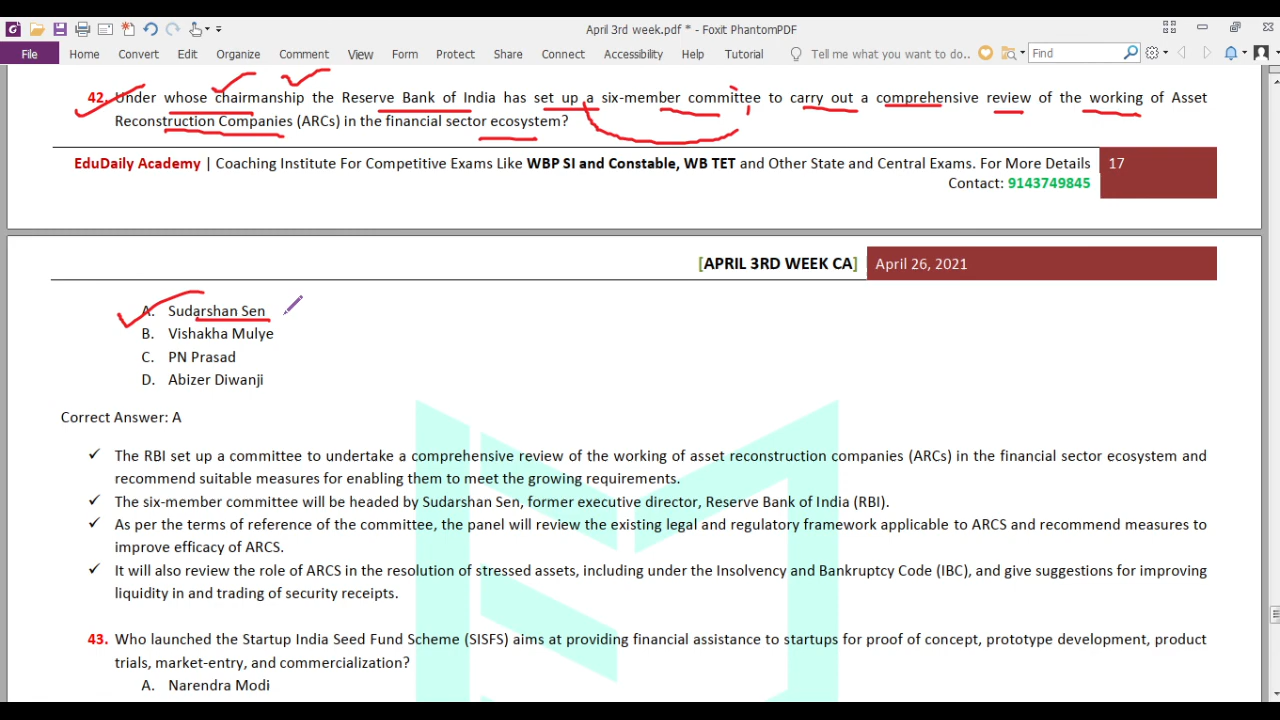 April 3rd week.pdf * - Foxit PhantomPDF
File Home Convert Edit Organize Comment View Form Protect Share Connect Accessibility Help Tutorial Tell me what you want to do.. Find
42. Under whose chairmanship the Reserve Bank of India has set up a six-member committee to carry out a comprehensive review of the working of Asset
Reconstruction Companies (ARCs) in the financial sector ecosystem?
EduDaily Academy | Coaching Institute For Competitive Exams Like WBP SI and Constable, WB TET and Other State and Central Exams. For More Details 17
Contact: 9143749845
[APRIL 3RD WEEK CA] April 26, 2021
A. Sudarshan Sen
B. Vishakha Mulye
C. PN Prasad
D. Abizer Diwanji
Correct Answer: A
✓ The RBI set up a committee to undertake a comprehensive review of the working of asset reconstruction companies (ARCs) in the financial sector ecosystem and
recommend suitable measures for enabling them to meet the growing requirements.
✓ The six-member committee will be headed by Sudarshan Sen, former executive director, Reserve Bank of India (RBI).
✓ As per the terms of reference of the committee, the panel will review the existing legal and regulatory framework applicable to ARCS and recommend measures to
improve efficacy of ARCS.
✓ It will also review the role of ARCS in the resolution of stressed assets, including under the Insolvency and Bankruptcy Code (IBC), and give suggestions for improving
liquidity in and trading of security receipts.
43. Who launched the Startup India Seed Fund Scheme (SISFS) aims at providing financial assistance to startups for proof of concept, prototype development, product
trials, market-entry, and commercialization?
A. Narendra Modi